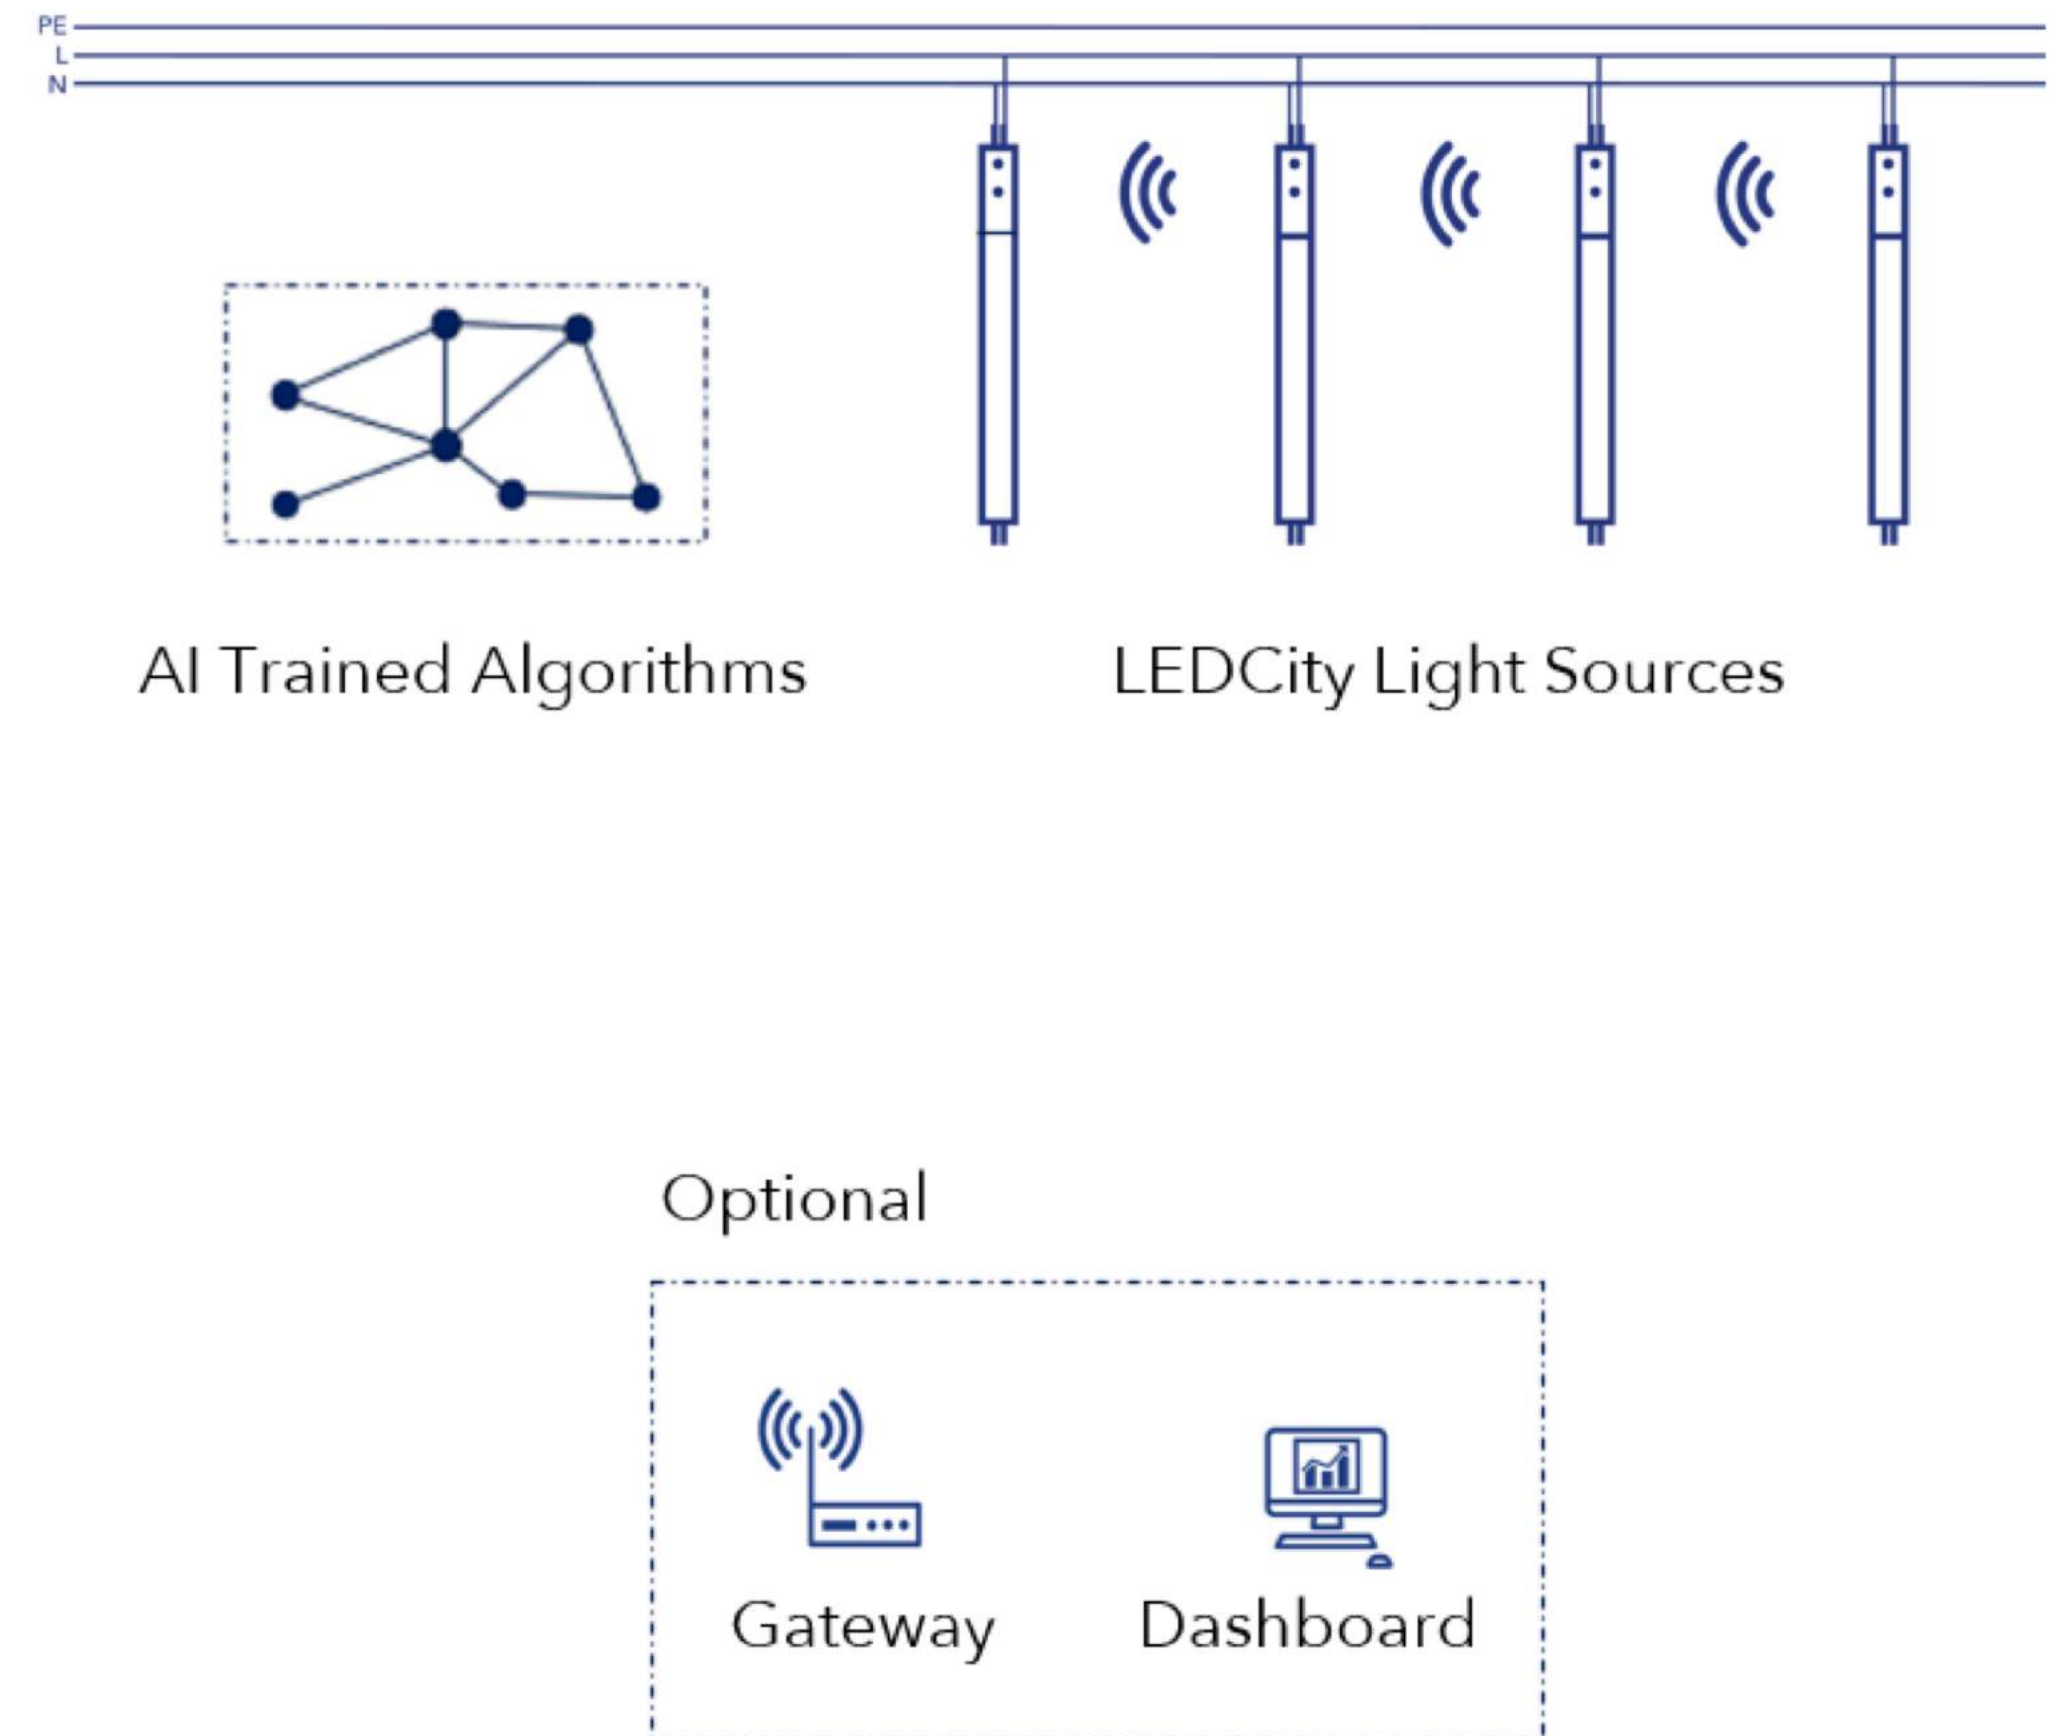 PE
L
N
AI Trained Algorithms
LEDCity Light Sources
Optional
Gateway
Dashboard